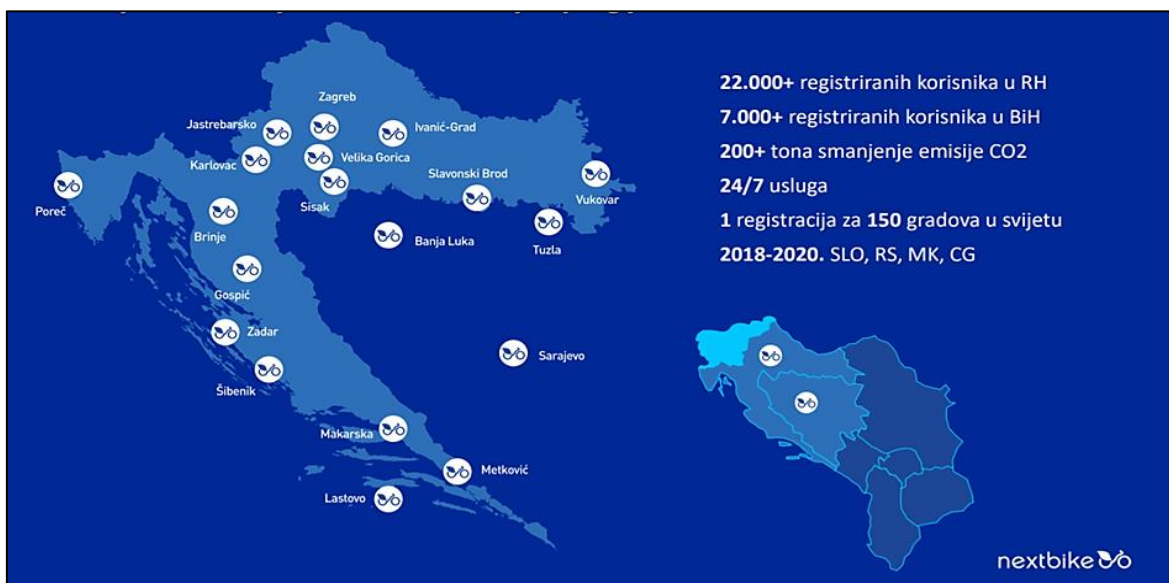 Zagreb
Jastrebarsko
Ivanić-Grad
Karlovac
Velika Gorica
Slavonski Brod
Poreč
Sisak
Vukovar
Brinje
Banja Luka
Tuzla
Gospić
Zadar
Sarajevo
Šibenik
Makarska
Metković
Lastovo
22.000+ registriranih korisnika u RH
7.000+ registriranih korisnika u BiH
200+ tona smanjenje emisije CO2
24/7 usluga
1 registracija za 150 gradova u svijetu
2018-2020. SLO, RS, MK, CG
nextbike